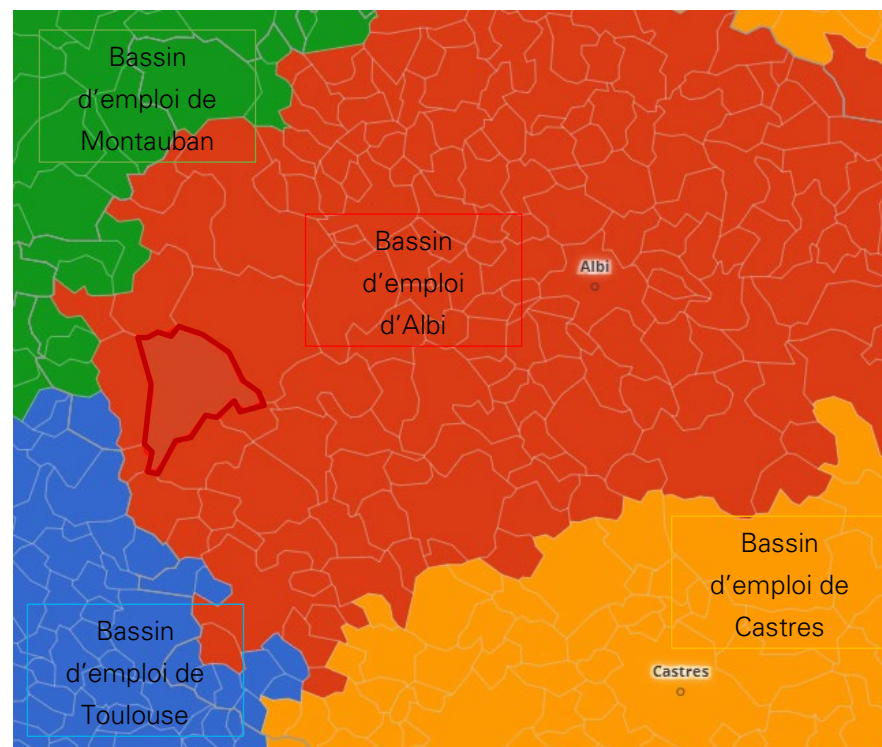 Bassin
d'emploi de
Montauban
Bassin
d'emploi
d'Albi
Albi
Bassin
d'emploi de
Castres
Bassin
d'emploi de
Toulouse
Castres